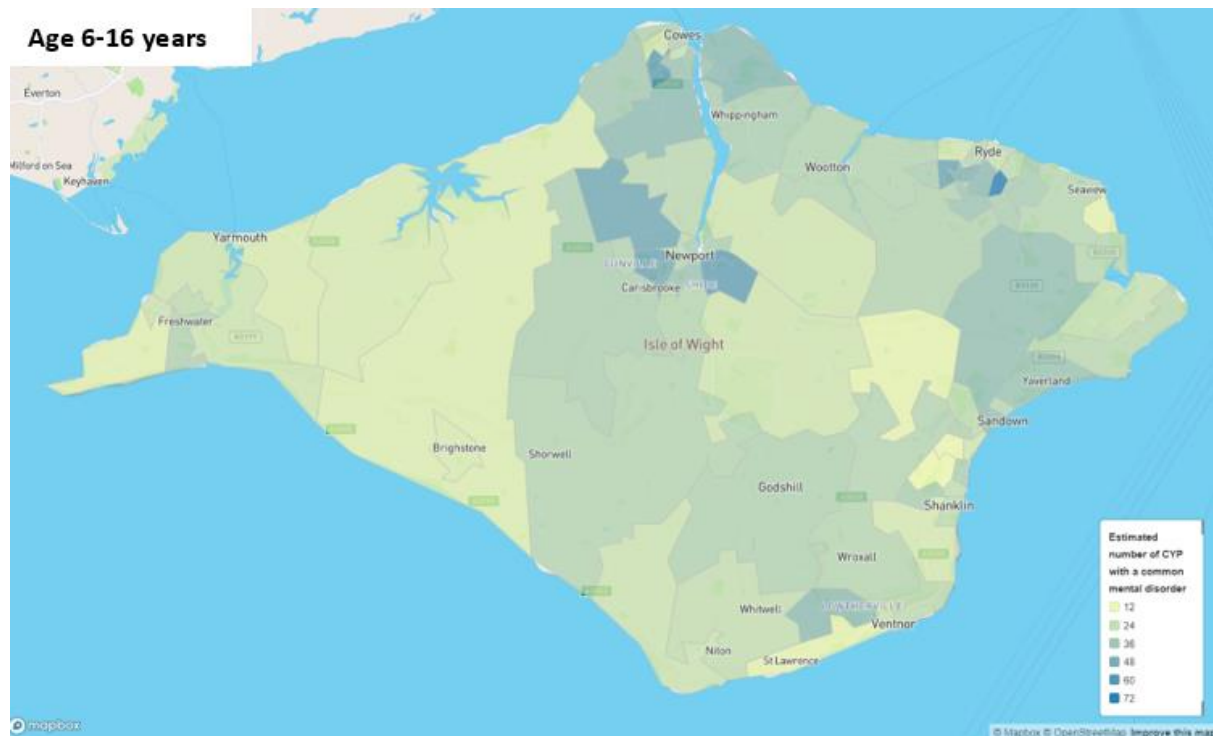 Age 6-16 years
Everton
Milford on Sea
Keyhaven
Cowes
Whippingham
Wootton
Ryde
Seaview
Yarmouth
Newport
Carisbrooke
Freshwater
Isle of Wight
Yaverland
Sandown
Brighstone
Shorwell
Godshill
Shanklin
Wroxall
Whitwell
Ventnor
Niton
St Lawrence
Estimated
number of CYP
with a common
mental disorder
12
24
36
48
60
72
mapbox
© Mapbox © OpenStreetMap Improve this map